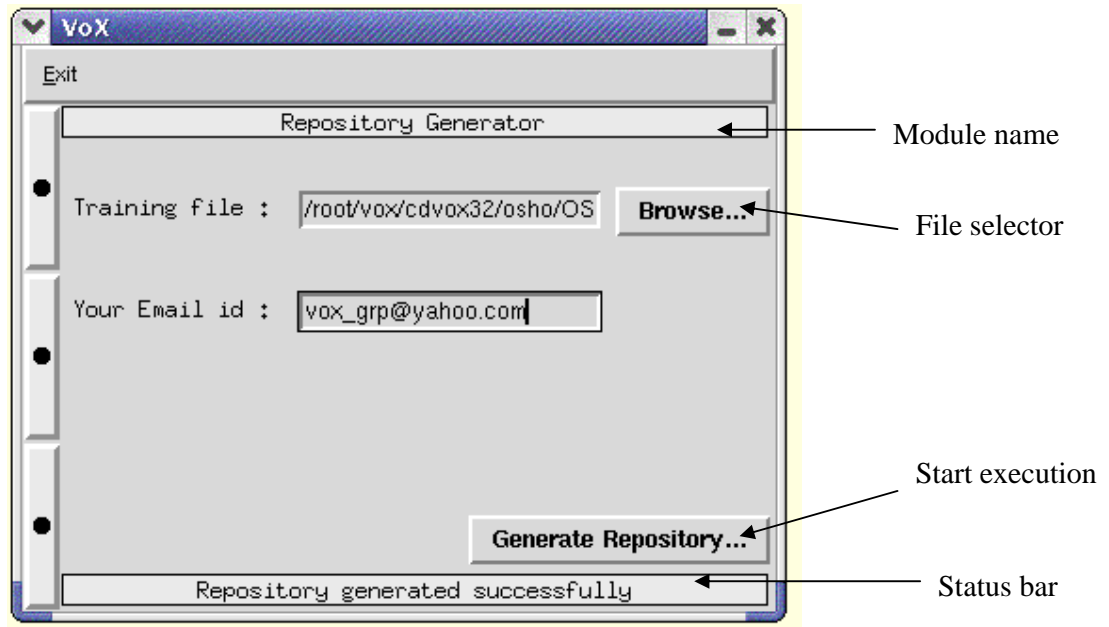 VoX
Exit
Repository Generator
Module name
Training file : /root/vox/cdvox32/osho/OS Browse...
File selector
Your Email id : vox_grp@yahoo.com
Start execution
Generate Repository...
Repository generated successfully
Status bar